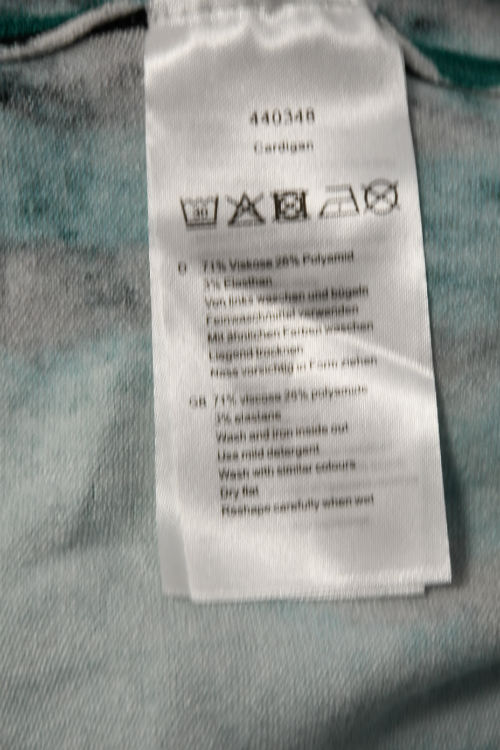 440348
Cardigan
30
D 71% Viskose 26% Polyamid
3% Elasthan
Von links waschen und bügeln
Feinwaschmittel verwenden
Mit ähnlichen Farben waschen
Liegend trocknen
Nass vorsichtig in Form ziehen
GB 71% viscose 26% polyamide
3% elastane
Wash and iron inside out
Use mild detergent
Wash with similar colours
Dry flat
Reshape carefully when wet